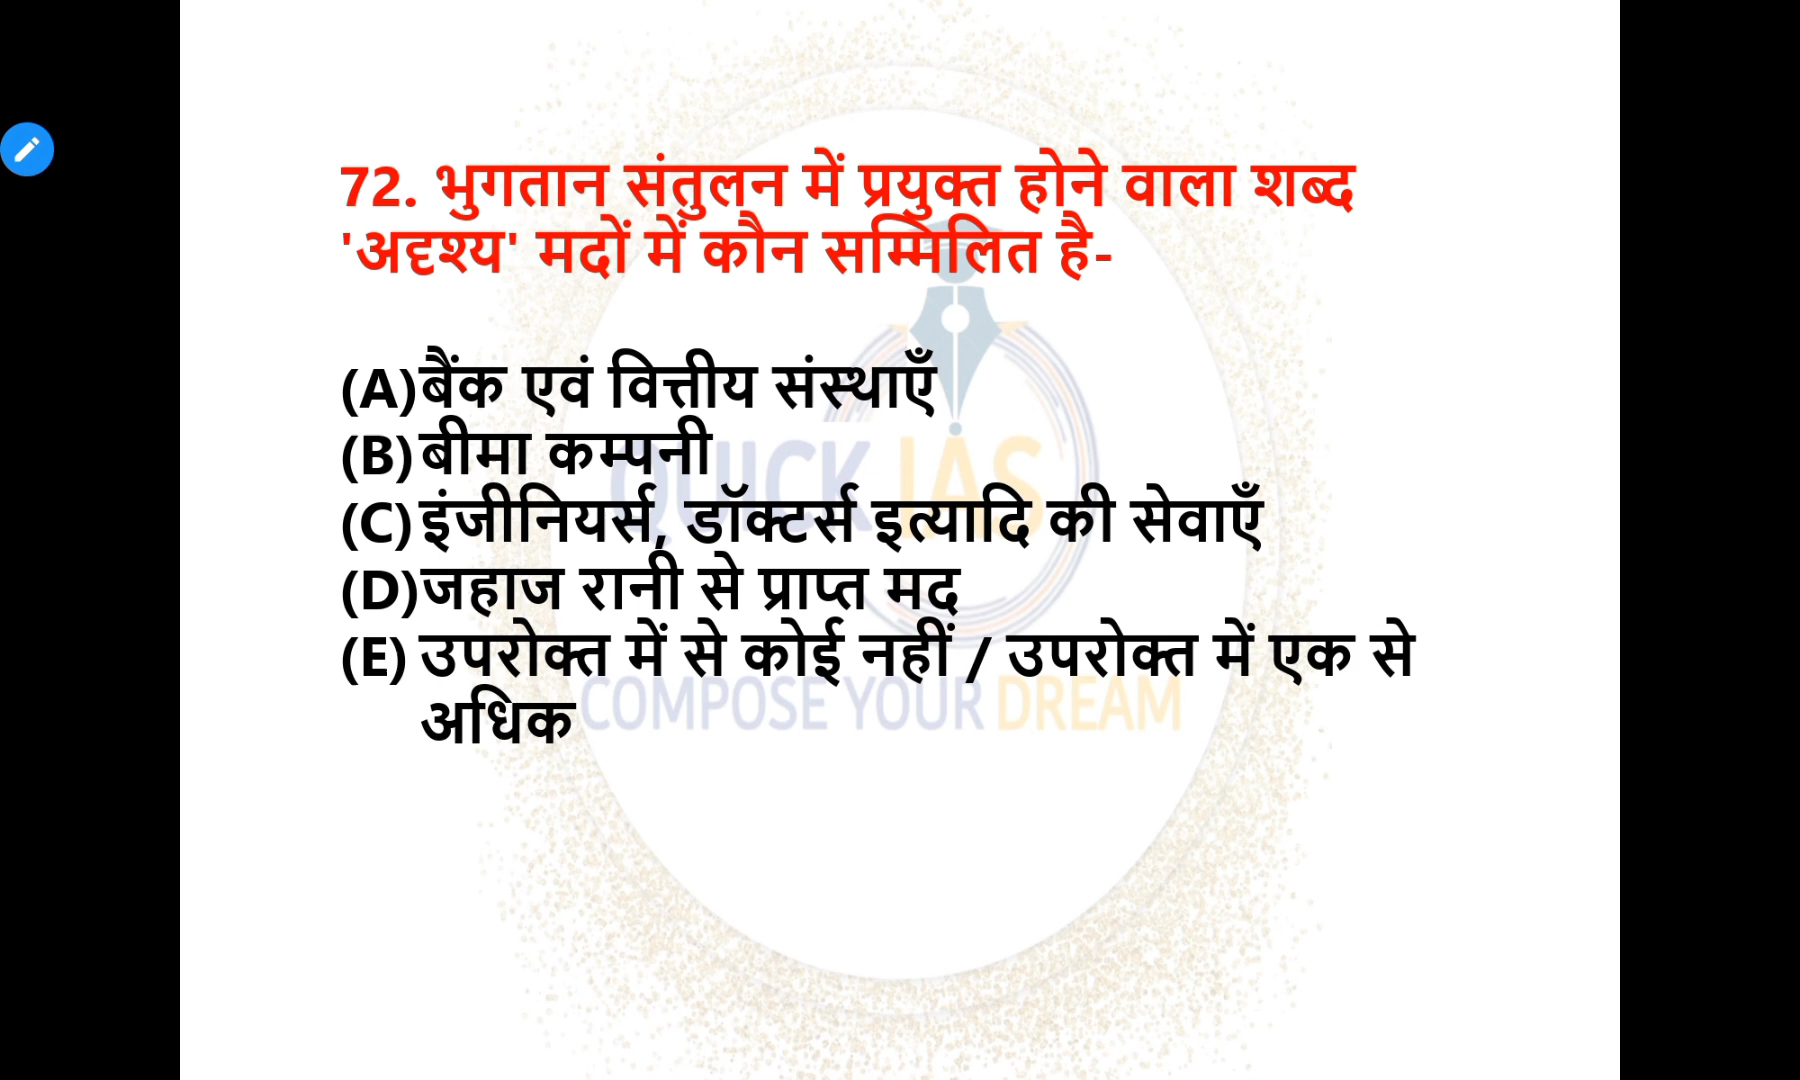 72. भुगतान संतुलन में प्रयुक्त होने वाला शब्द
'अदृश्य' मदों में कौन सम्मिलित है-
(A)बैंक एवं वित्तीय संस्थाएँ
(B)बीमा कम्पनी
(C)इंजीनियर्स, डॉक्टर्स इत्यादि की सेवाएँ
(D)जहाज रानी से प्राप्त मद
(E) उपरोक्त में से कोई नहीं / उपरोक्त में एक से
अधिक
QUICK IAS
COMPOSE YOUR DREAM